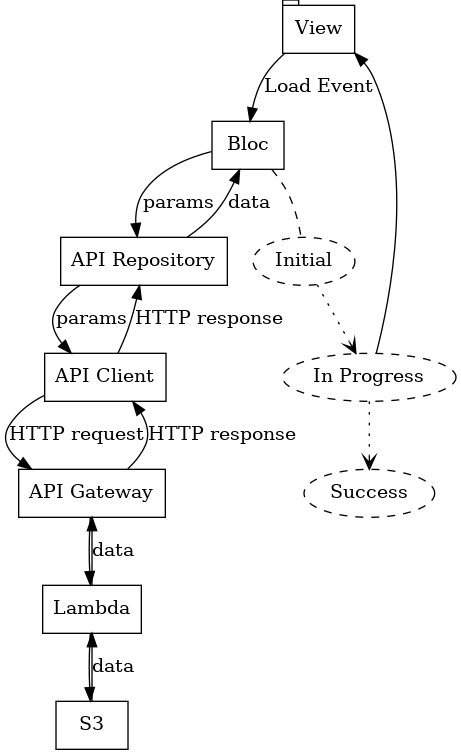 View
Load Event
Bloc
params
data
API Repository
Initial
params
HTTP response
API Client
In Progress
HTTP request
HTTP response
API Gateway
Success
data
Lambda
data
S3